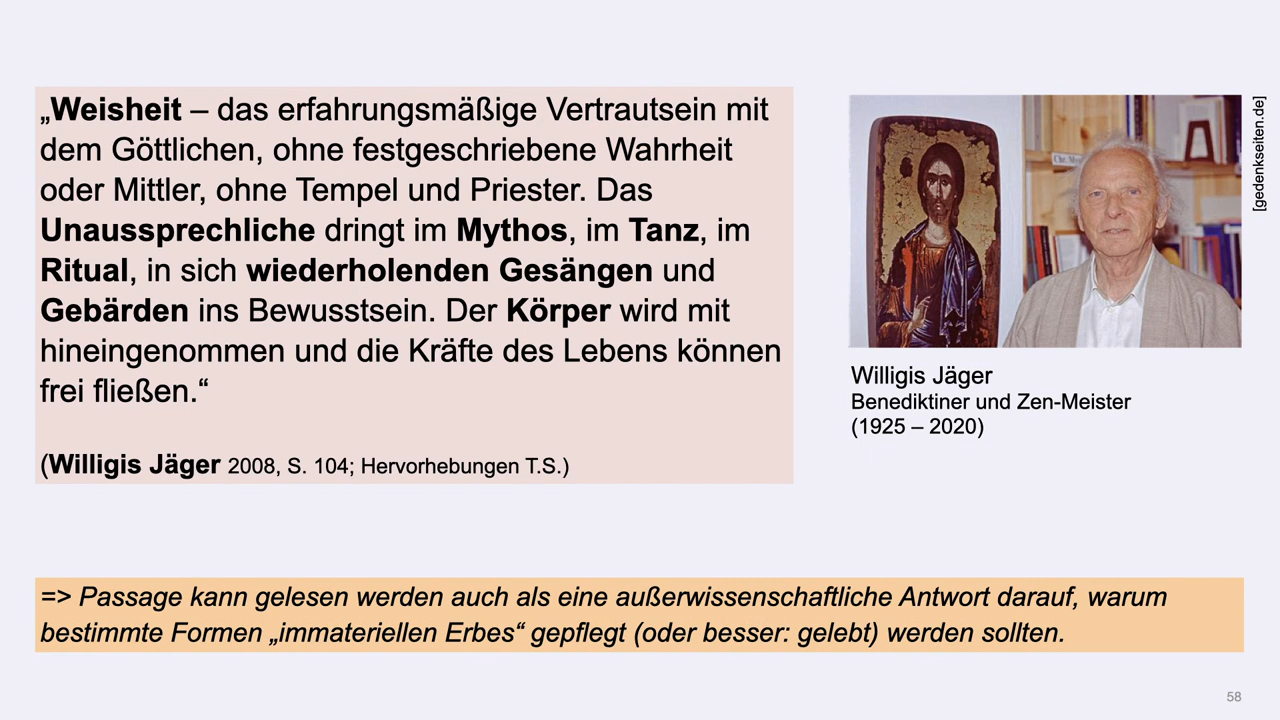 „Weisheit – das erfahrungsmäßige Vertrautsein mit
dem Göttlichen, ohne festgeschriebene Wahrheit
oder Mittler, ohne Tempel und Priester. Das
Unaussprechliche dringt im Mythos, im Tanz, im
Ritual, in sich wiederholenden Gesängen und
Gebärden ins Bewusstsein. Der Körper wird mit
hineingenommen und die Kräfte des Lebens können
frei fließen.“
(Willigis Jäger 2008, S. 104; Hervorhebungen T.S.)
[gedenkseiten.de]
Willigis Jäger
Benediktiner und Zen-Meister
(1925 – 2020)
=> Passage kann gelesen werden auch als eine außerwissenschaftliche Antwort darauf, warum
bestimmte Formen „immateriellen Erbes“ gepflegt (oder besser: gelebt) werden sollten.
58